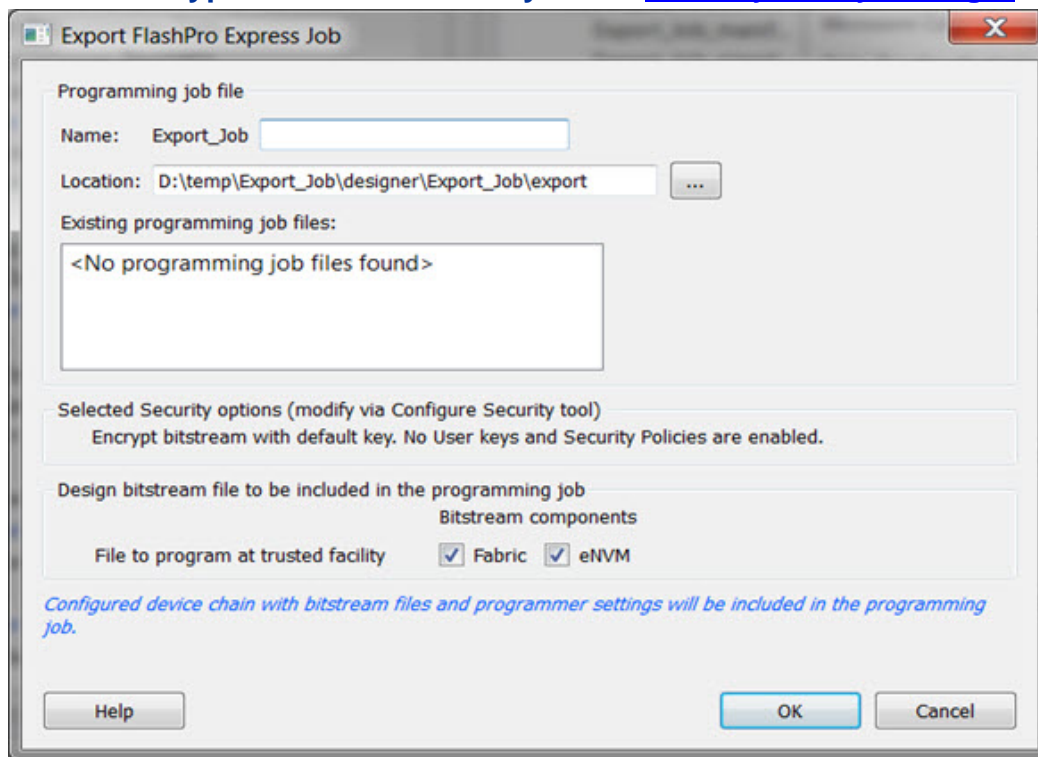 Export FlashPro Express Job
Programming job file
Name: Export_Job
Location: D:\temp\Export_Job\designer\Export_Job\export ...
Existing programming job files:
<No programming job files found>
Selected Security options (modify via Configure Security tool)
Encrypt bitstream with default key. No User keys and Security Policies are enabled.
Design bitstream file to be included in the programming job
Bitstream components
File to program at trusted facility Fabric eNVM
Configured device chain with bitstream files and programmer settings will be included in the programming
job.
Help OK Cancel